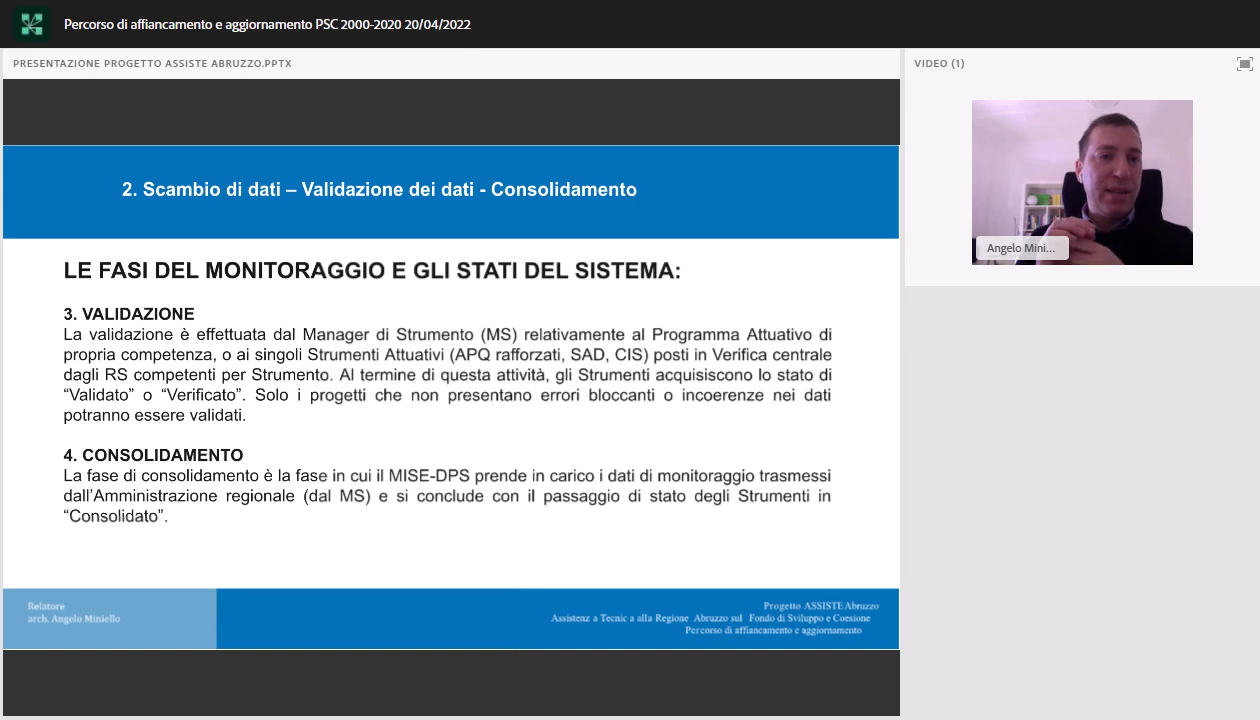 Percorso di affiancamento e aggiornamento PSC 2000-2020 20/04/2022
PRESENTAZIONE PROGETTO ASSISTE ABRUZZO.PPTX
VIDEO (1)
2. Scambio di dati – Validazione dei dati - Consolidamento
LE FASI DEL MONITORAGGIO E GLI STATI DEL SISTEMA:
3. VALIDAZIONE
La validazione è effettuata dal Manager di Strumento (MS) relativamente al Programma Attuativo di
propria competenza, o ai singoli Strumenti Attuativi (APQ rafforzati, SAD, CIS) posti in Verifica centrale
dagli RS competenti per Strumento. Al termine di questa attività, gli Strumenti acquisiscono lo stato di
“Validato” o “Verificato”. Solo i progetti che non presentano errori bloccanti o incoerenze nei dati
potranno essere validati.
4. CONSOLIDAMENTO
La fase di consolidamento è la fase in cui il MISE-DPS prende in carico i dati di monitoraggio trasmessi
dall’Amministrazione regionale (dal MS) e si conclude con il passaggio di stato degli Strumenti in
“Consolidato”.
Angelo Mini...
Relatore
arch. Angelo Miniello
Progetto ASSISTE Abruzzo
Assistenz a Tecnic a alla Regione Abruzzo sul Fondo di Sviluppo e Coesione
Percorso di affiancamento e aggiornamento